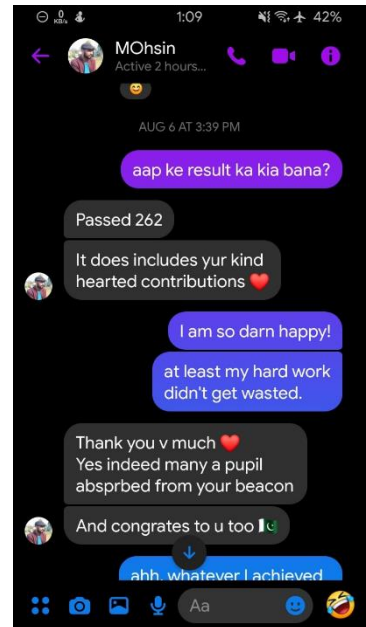 0
KB/s
1:09
42%
MOhsin
Active 2 hours...
AUG 6 AT 3:39 PM
aap ke result ka kia bana?
Passed 262
It does includes yur kind
hearted contributions ❤️
I am so darn happy!
at least my hard work
didn't get wasted.
Thank you v much ❤️
Yes indeed many a pupil
absprbed from your beacon
And congrates to u too 🇵🇰
ahh, whatever I achieved
Aa